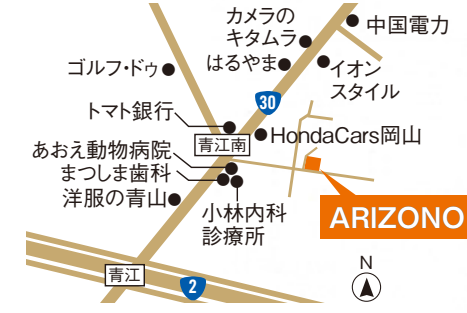 カメラの
キタムラ
中国電力
はるやま
ゴルフ・ドゥ
イオン
スタイル
30
トマト銀行
青江南
HondaCars岡山
あおえ動物病院
まつしま歯科
洋服の青山
小林内科
診療所
ARIZONO
青江
2
N